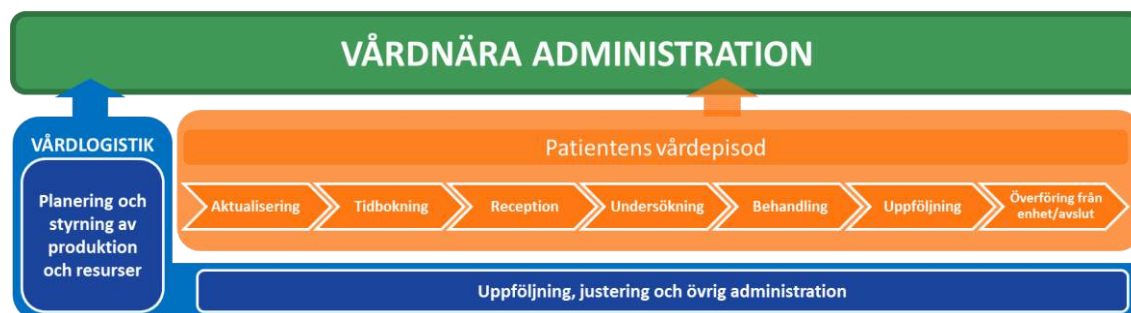 VÅRDNÄRA ADMINISTRATION
VÅRDLOGISTIK
Planering och
styrning av
produktion
och resurser
Patientens vårdepisod
Aktualisering
Tidbokning
Reception
Undersökning
Behandling
Uppföljning
Överföring från
enhet/avslut
Uppföljning, justering och övrig administration